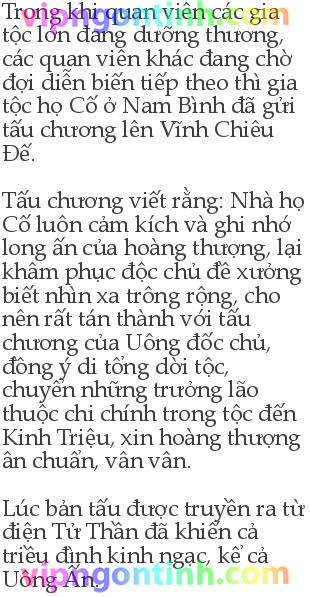 Trong khi quan viên các gia
tộc lớn đang dưỡng thương,
các quan viên khác đang chờ
đợi diễn biến tiếp theo thì gia
tộc họ Cố ở Nam Bình đã gửi
tấu chương lên Vĩnh Chiêu
Đế.
Tấu chương viết rằng: Nhà họ
Cố luôn cảm kích và ghi nhớ
long ấn của hoàng thượng, lại
khâm phục độc chủ đề xưởng
biết nhìn xa trông rộng, cho
nên rất tán thành với tấu
chương của Uông đốc chủ,
đồng ý di tổng dời tộc,
chuyển những trưởng lão
thuộc chi chính trong tộc đến
Kinh Triệu, xin hoàng thượng
ân chuẩn, vân vân.
Lúc bản tấu được truyền ra từ
điện Tử Thần đã khiến cả
triều đình kinh ngạc, kể cả
Uông Ấn.
vipngontinh.com
vipngontinh.com